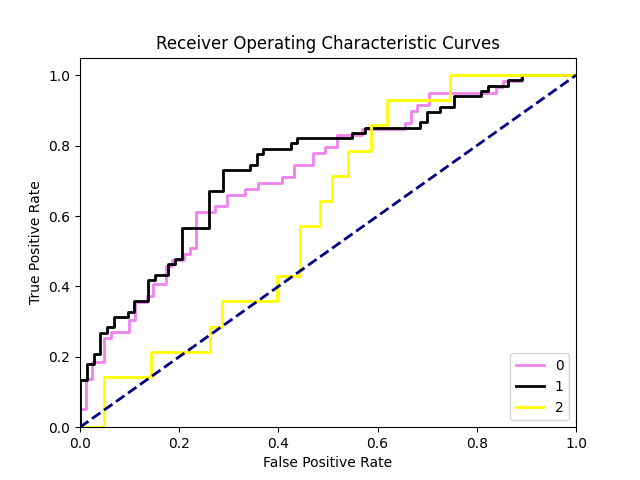 Receiver Operating Characteristic Curves
1.0
0.8
0.6
0.4
0.2
0.0
True Positive Rate
0
1
2
0.0 0.2 0.4 0.6 0.8 1.0
False Positive Rate